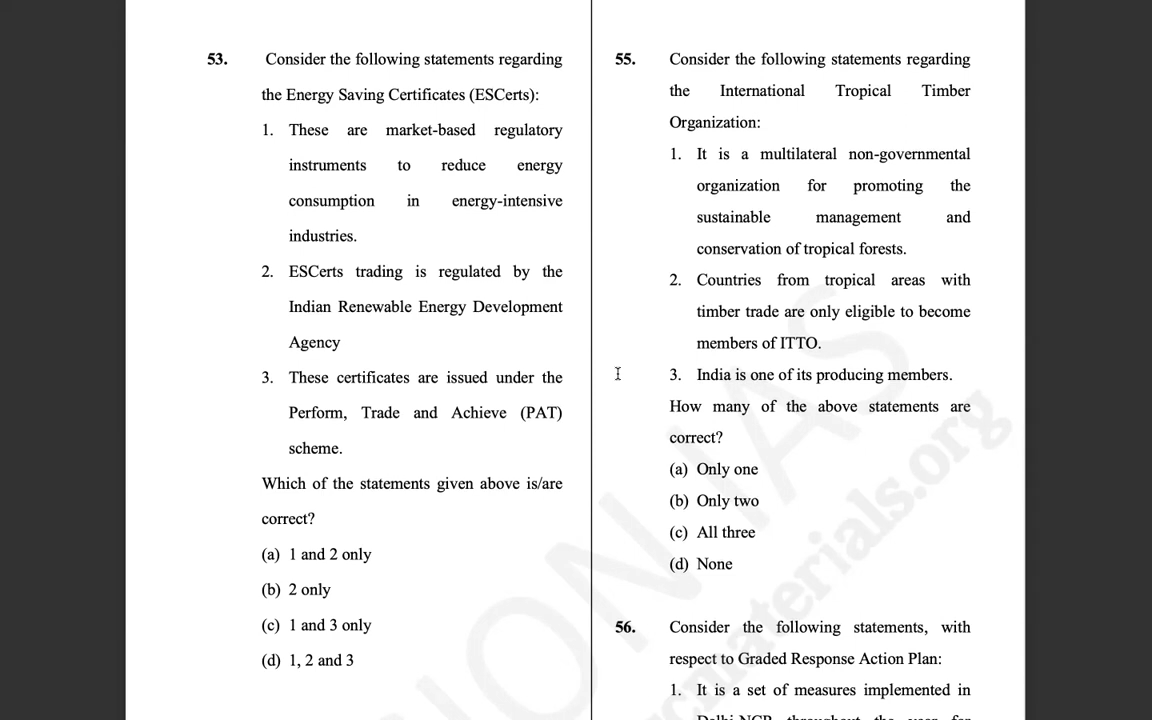 53. Consider the following statements regarding
the Energy Saving Certificates (ESCerts):
1. These are market-based regulatory
instruments to reduce energy
consumption in energy-intensive
industries.
2. ESCerts trading is regulated by the
Indian Renewable Energy Development
Agency
3. These certificates are issued under the
Perform, Trade and Achieve (PAT)
scheme.
Which of the statements given above is/are
correct?
(a) 1 and 2 only
(b) 2 only
(c) 1 and 3 only
(d) 1, 2 and 3
55. Consider the following statements regarding
the International Tropical Timber
Organization:
1. It is a multilateral non-governmental
organization for promoting the
sustainable management and
conservation of tropical forests.
2. Countries from tropical areas with
timber trade are only eligible to become
members of ITTO.
3. India is one of its producing members.
How many of the above statements are
correct?
(a) Only one
(b) Only two
(c) All three
(d) None
56. Consider the following statements, with
respect to Graded Response Action Plan:
1. It is a set of measures implemented in
Delhi-NCR throughout the year for